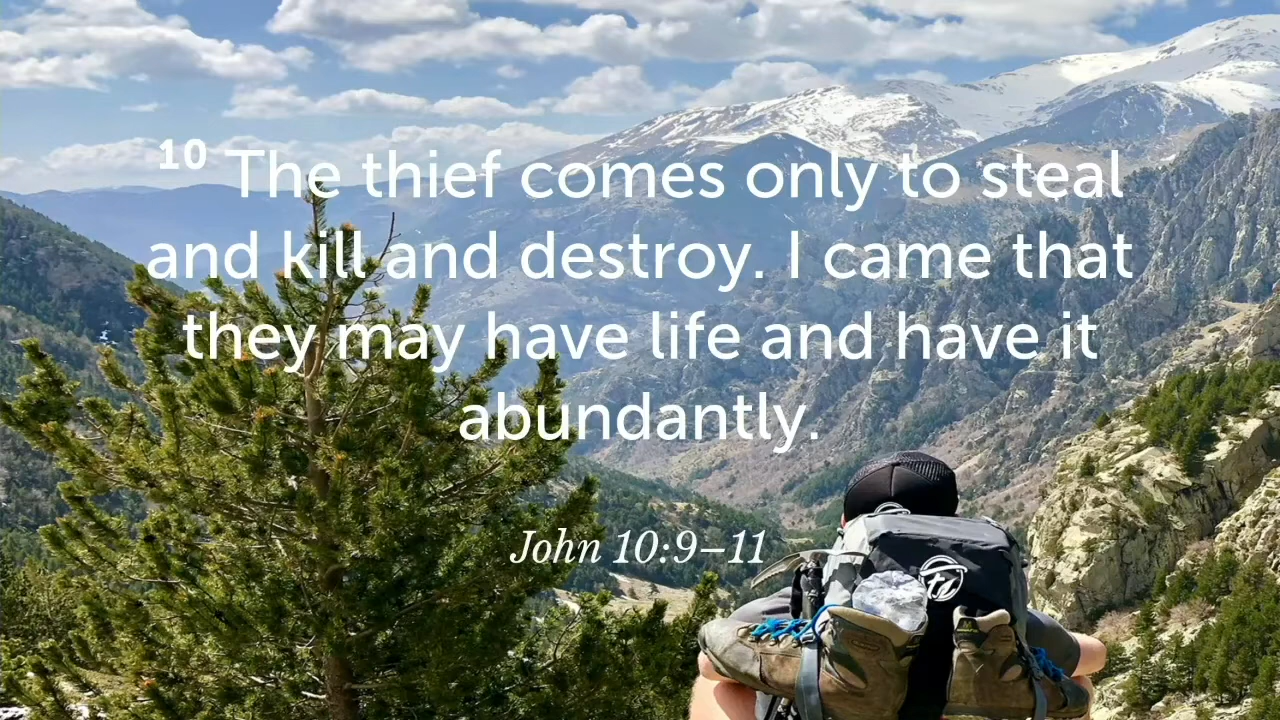 ¹⁰ The thief comes only to steal
and kill and destroy. I came that
they may have life and have it
abundantly.
John 10:9–11